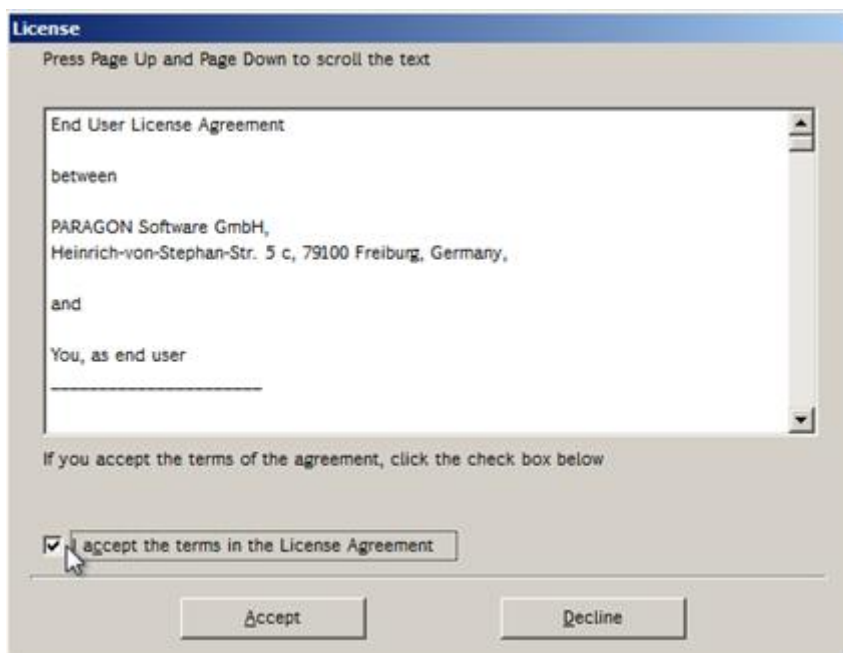 License
Press Page Up and Page Down to scroll the text
End User License Agreement
between
PARAGON Software GmbH,
Heinrich-von-Stephan-Str. 5 c, 79100 Freiburg, Germany,
and
You, as end user
______________________
If you accept the terms of the agreement, click the check box below
I accept the terms in the License Agreement
Accept
Decline